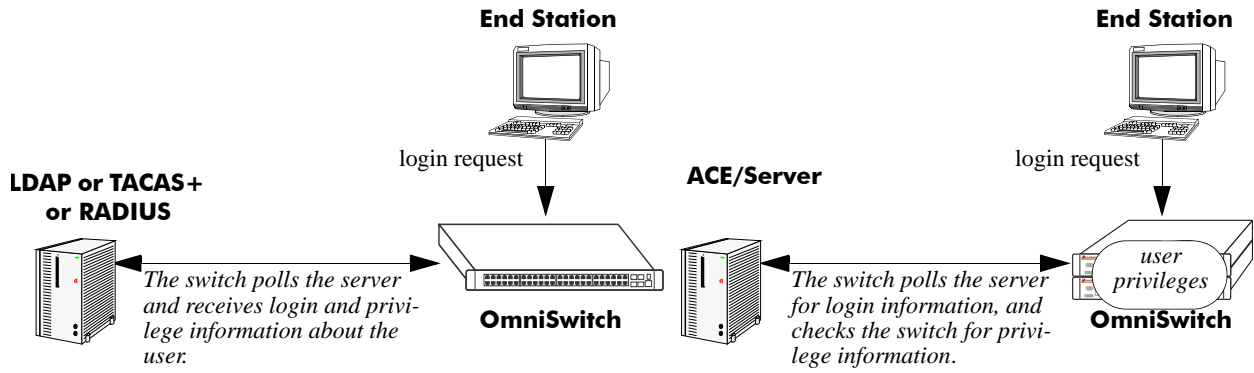 End Station
login request
LDAP or TACAS+
or RADIUS
The switch polls the server
and receives login and privi-
lege information about the
user.
OmniSwitch
End Station
login request
ACE/Server
The switch polls the server
for login information, and
checks the switch for privi-
lege information.
user
privileges
OmniSwitch